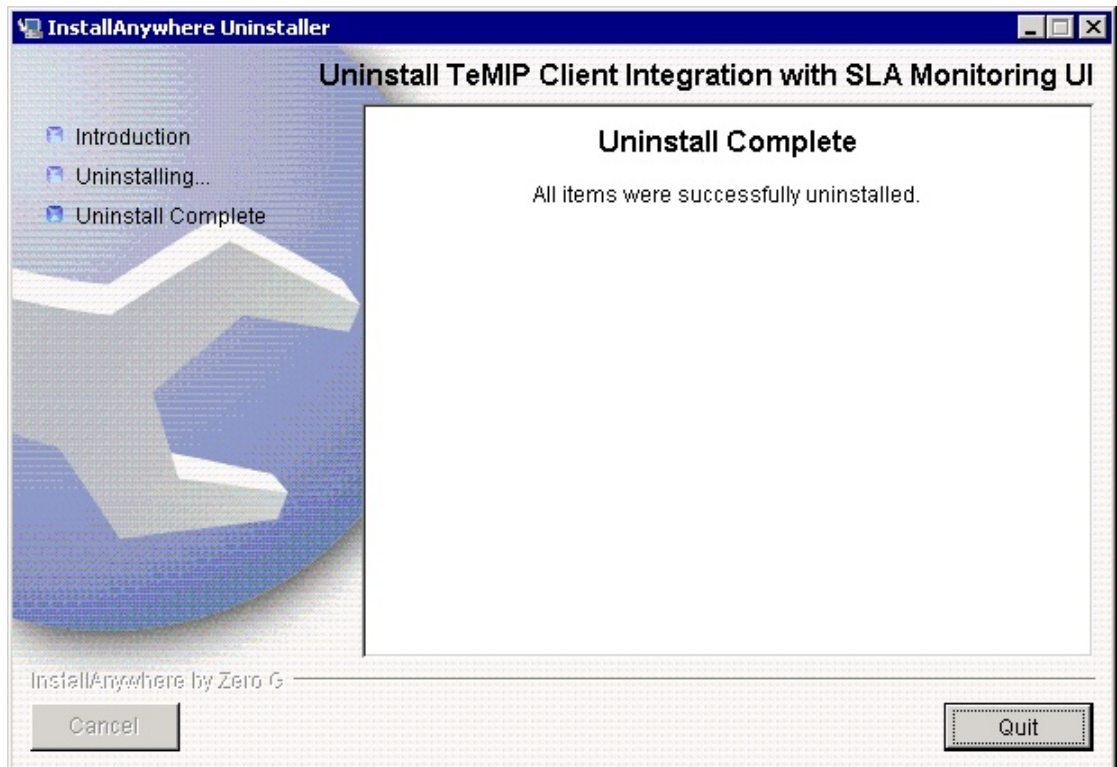 InstallAnywhere Uninstaller
Uninstall TeMIP Client Integration with SLA Monitoring UI
Introduction
Uninstalling...
Uninstall Complete
Uninstall Complete
All items were successfully uninstalled.
InstallAnywhere by Zero G
Cancel
Quit